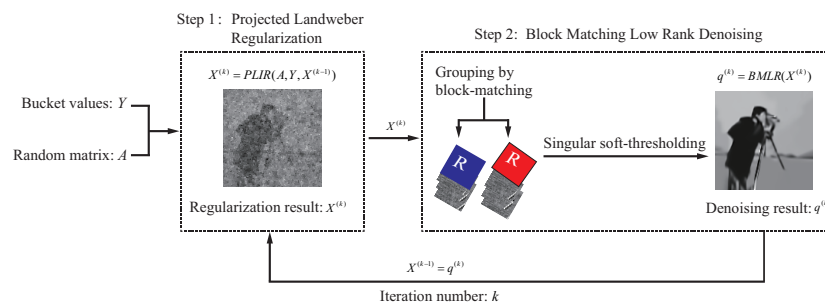 Step 1: Projected Landweber
Regularization
Step 2: Block Matching Low Rank Denoising
X^(k) = PLIR(A,Y,X^(k-1))
Grouping by
block-matching
q^(k) = BMLR(X^(k))
Bucket values: Y
Random matrix: A
X^(k)
R
R
Singular soft-thresholding
Regularization result: X^(k)
Denoising result: q^(k
X^(k-1) = q^(k)
Iteration number: k